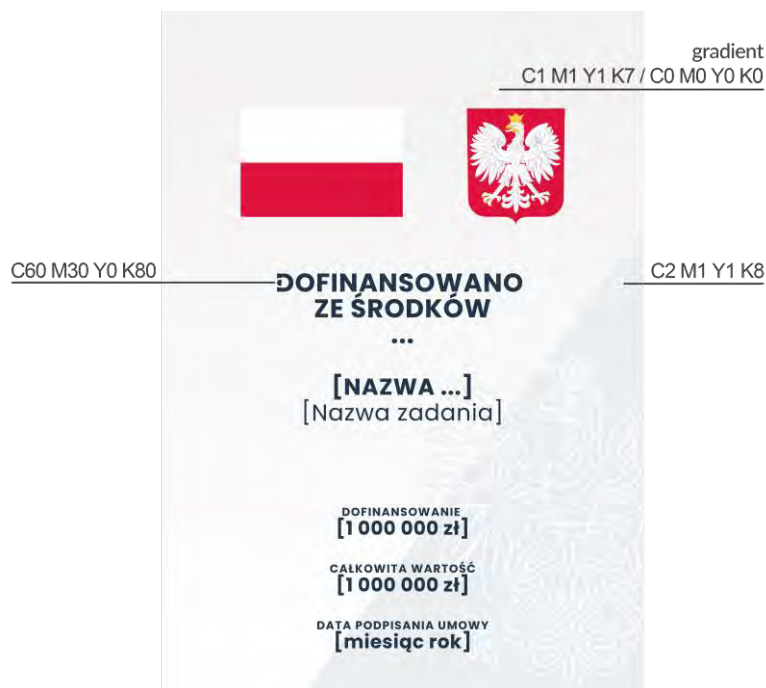 gradient
C1 M1 Y1 K7 / C0 M0 Y0 K0
C60 M30 Y0 K80
C2 M1 Y1 K8
DOFINANSOWANO
ZE ŚRODKÓW
...
[NAZWA ...]
[Nazwa zadania]
DOFINANSOWANIE
[1 000 000 zł]
CAŁKOWITA WARTOŚĆ
[1 000 000 zł]
DATA PODPISANIA UMOWY
[miesiąc rok]